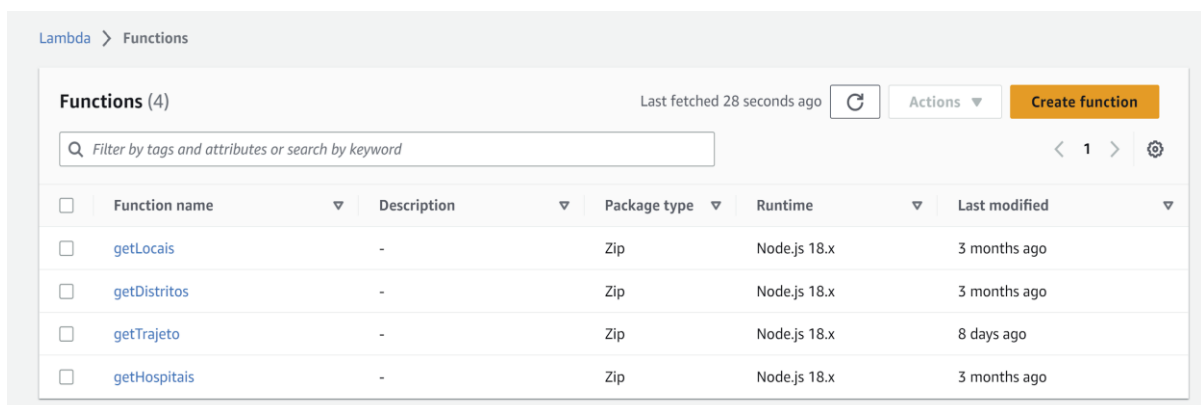 Lambda > Functions
Functions (4) Last fetched 28 seconds ago Actions Create function
Filter by tags and attributes or search by keyword 1
Function name Description Package type Runtime Last modified
getLocais - Zip Node.js 18.x 3 months ago
getDistritos - Zip Node.js 18.x 3 months ago
getTrajeto - Zip Node.js 18.x 8 days ago
getHospitais - Zip Node.js 18.x 3 months ago